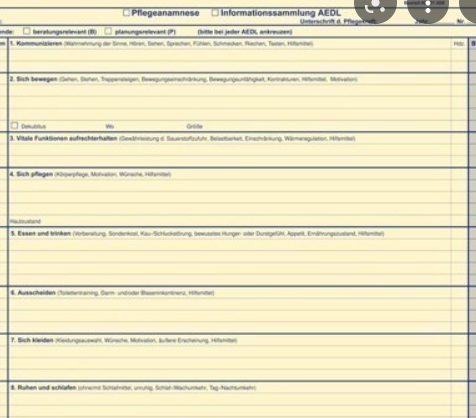 Pflegeanamnese Informationssammlung AEDL
Unterschrift d. Pflegekraft: Jahr Nr.
nde: beratungsrelevant (B) planungsrelevant (P) (bitte bei jeder AEDL ankreuzen)
1. Kommunizieren (Wahrnehmung der Sinne, Hören, Sehen, Sprechen, Fühlen, Schmecken, Riechen, Tasten, Hilfsmittel) Hdz. B
2. Sich bewegen (Gehen, Stehen, Treppensteigen, Bewegungseinschränkung, Bewegungsunfähigkeit, Kontrakturen, Hilfsmittel, Motivation)
Dekubitus Wo Größe
3. Vitale Funktionen aufrechterhalten (Gewährleistung d. Sauerstoffzufuhr, Belastbarkeit, Einschränkung, Wärmeregulation, Hilfsmittel)
4. Sich pflegen (Körperpflege, Motivation, Wünsche, Hilfsmittel)
Hautzustand
5. Essen und trinken (Vorbereitung, Sonderkost, Kau-/Schluckstörung, bewusstes Hunger- oder Durstgefühl, Appetit, Ernährungszustand, Hilfsmittel)
6. Ausscheiden (Toilettentraining, Darm- und/oder Blaseninkontinenz, Hilfsmittel)
7. Sich kleiden (Kleidungsauswahl, Wünsche, Motivation, äußere Erscheinung, Hilfsmittel)
8. Ruhen und schlafen (ohne/mit Schlafmittel, unruhig, Schlaf-/Wachumkehr, Tag-/Nachtumkehr)